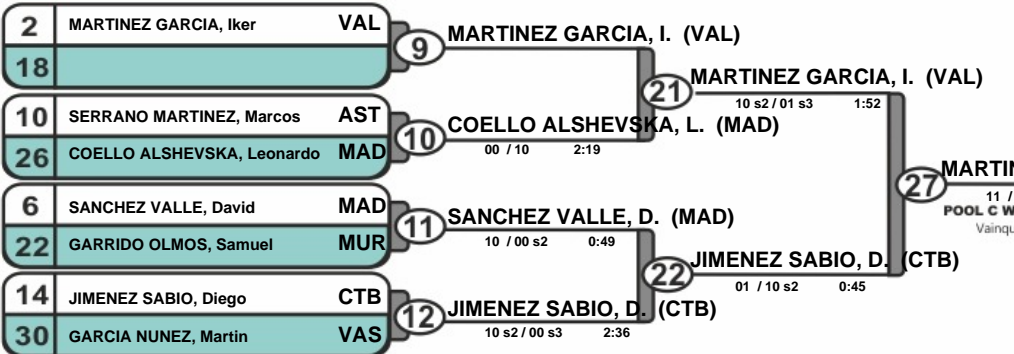 2 MARTINEZ GARCIA, Iker VAL
18
9
MARTINEZ GARCIA, I. (VAL)
10 SERRANO MARTINEZ, Marcos AST
26 COELLO ALSHEVSKA, Leonardo MAD
10
COELLO ALSHEVSKA, L. (MAD)
00 / 10 2:19
21
MARTINEZ GARCIA, I. (VAL)
10 s2 / 01 s3 1:52
6 SANCHEZ VALLE, David MAD
22 GARRIDO OLMOS, Samuel MUR
11
SANCHEZ VALLE, D. (MAD)
10 / 00 s2 0:49
14 JIMENEZ SABIO, Diego CTB
30 GARCIA NUNEZ, Martin VAS
12
JIMENEZ SABIO, D. (CTB)
10 s2 / 00 s3 2:36
22
JIMENEZ SABIO, D. (CTB)
01 / 10 s2 0:45
27
MARTIN
11 /
POOL C W
Vainqu